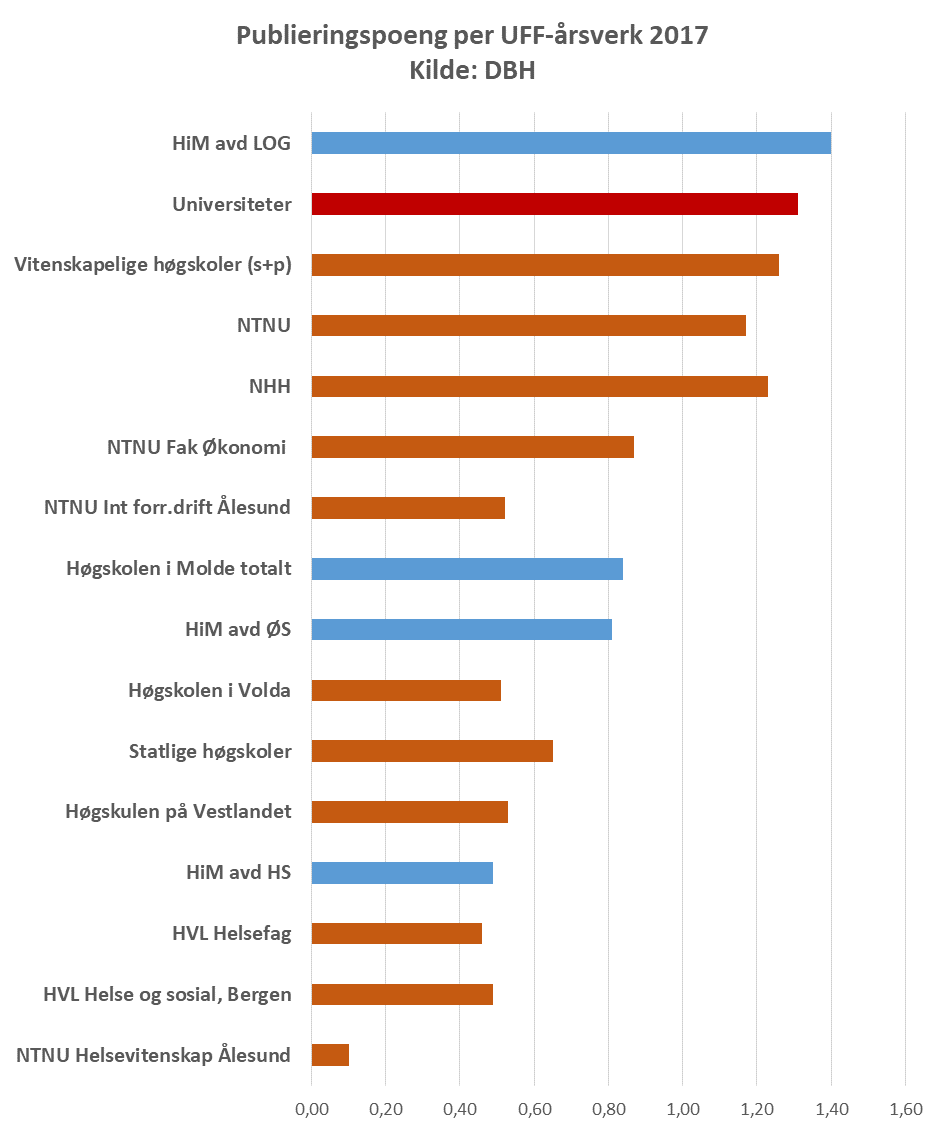 Publieringspoeng per UFF-årsverk 2017
Kilde: DBH
HiM avd LOG
Universiteter
Vitenskapelige høgskoler (s+p)
NTNU
NHH
NTNU Fak Økonomi
NTNU Int forr.drift Ålesund
Høgskolen i Molde totalt
HiM avd ØS
Høgskolen i Volda
Statlige høgskoler
Høgskulen på Vestlandet
HiM avd HS
HVL Helsefag
HVL Helse og sosial, Bergen
NTNU Helsevitenskap Ålesund
0,00 0,20 0,40 0,60 0,80 1,00 1,20 1,40 1,60